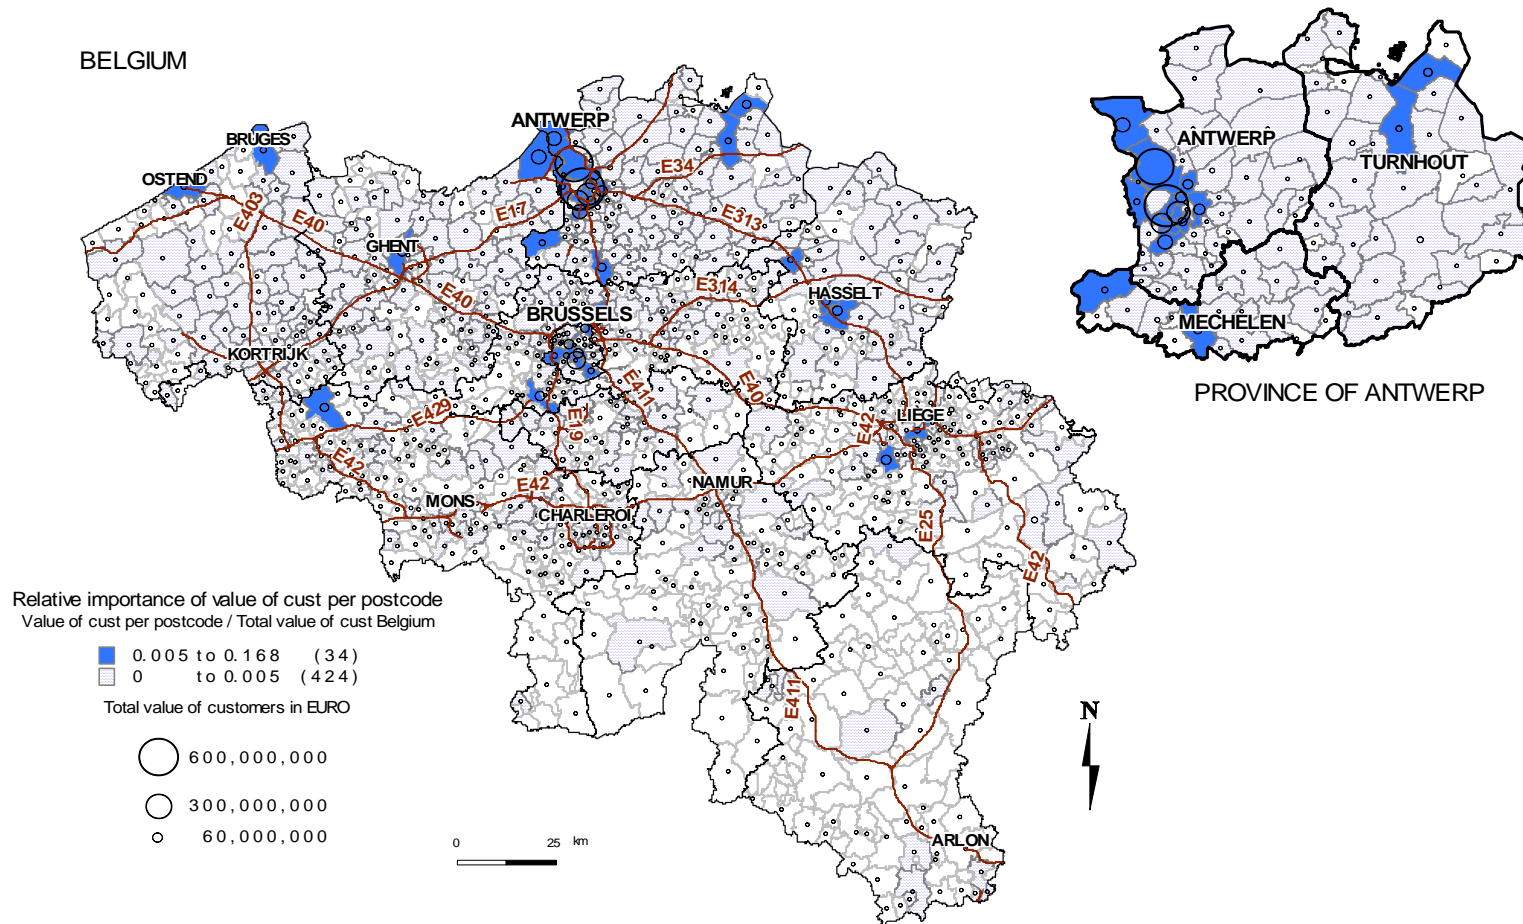 BELGIUM
ANTWERP
BRUGES
OSTEND
E34
E403
E40
E17
E313
GHENT
E40
E314
HASSELT
BRUSSELS
KORTRIJK
E411
E40
E429
E19
LIÈGE
E42
E42
NAMUR
E42
MONS
CHARLEROI
E25
E42
E411
ARLON
ANTWERP
TURNHOUT
MECHELEN
PROVINCE OF ANTWERP
Relative importance of value of cust per postcode
Value of cust per postcode / Total value of cust Belgium
0.005 to 0.168 (34)
0 to 0.005 (424)
Total value of customers in EURO
600,000,000
300,000,000
60,000,000
0 25 km
N